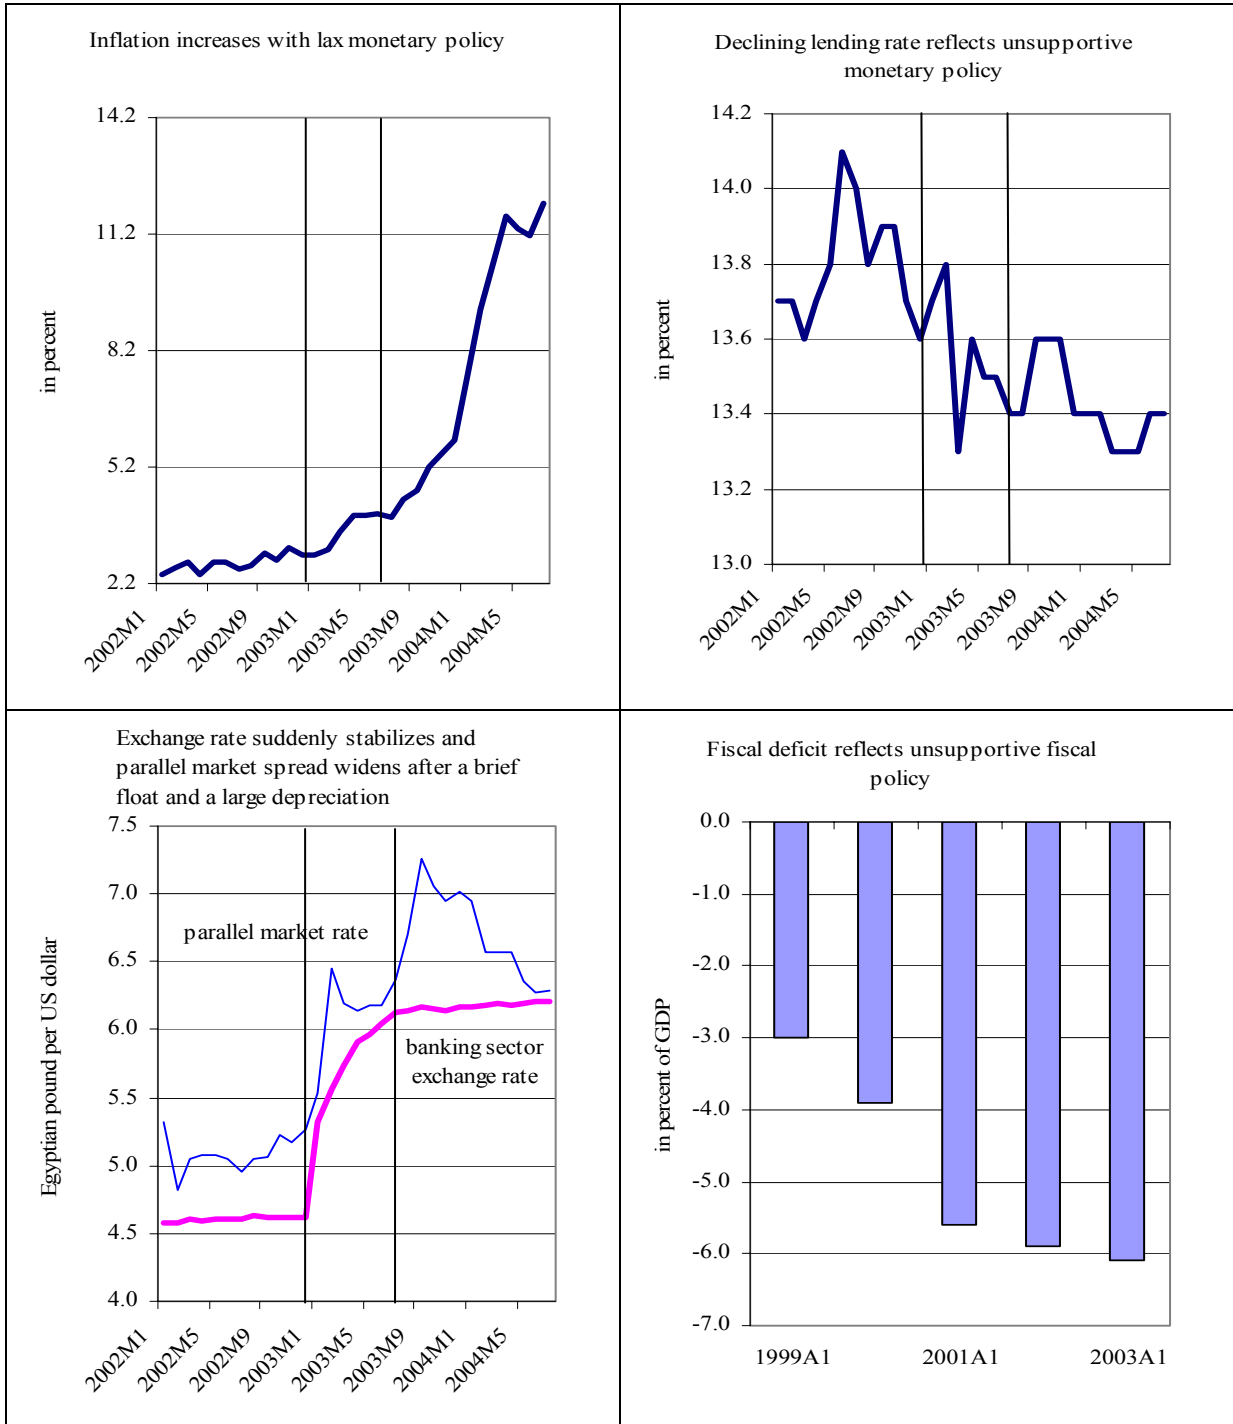 Inflation increases with lax monetary policy
in percent
14.2
11.2
8.2
5.2
2.2
2002M1
2002M5
2002M9
2003M1
2003M5
2003M9
2004M1
2004M5
Declining lending rate reflects unsupportive
monetary policy
in percent
14.2
14.0
13.8
13.6
13.4
13.2
13.0
2002M1
2002M5
2002M9
2003M1
2003M5
2003M9
2004M1
2004M5
Exchange rate suddenly stabilizes and
parallel market spread widens after a brief
float and a large depreciation
Egyptian pound per US dollar
7.5
7.0
6.5
6.0
5.5
5.0
4.5
4.0
parallel market rate
banking sector
exchange rate
2002M1
2002M5
2002M9
2003M1
2003M5
2003M9
2004M1
2004M5
Fiscal deficit reflects unsupportive fiscal
policy
in percent of GDP
0.0
-1.0
-2.0
-3.0
-4.0
-5.0
-6.0
-7.0
1999A1
2001A1
2003A1